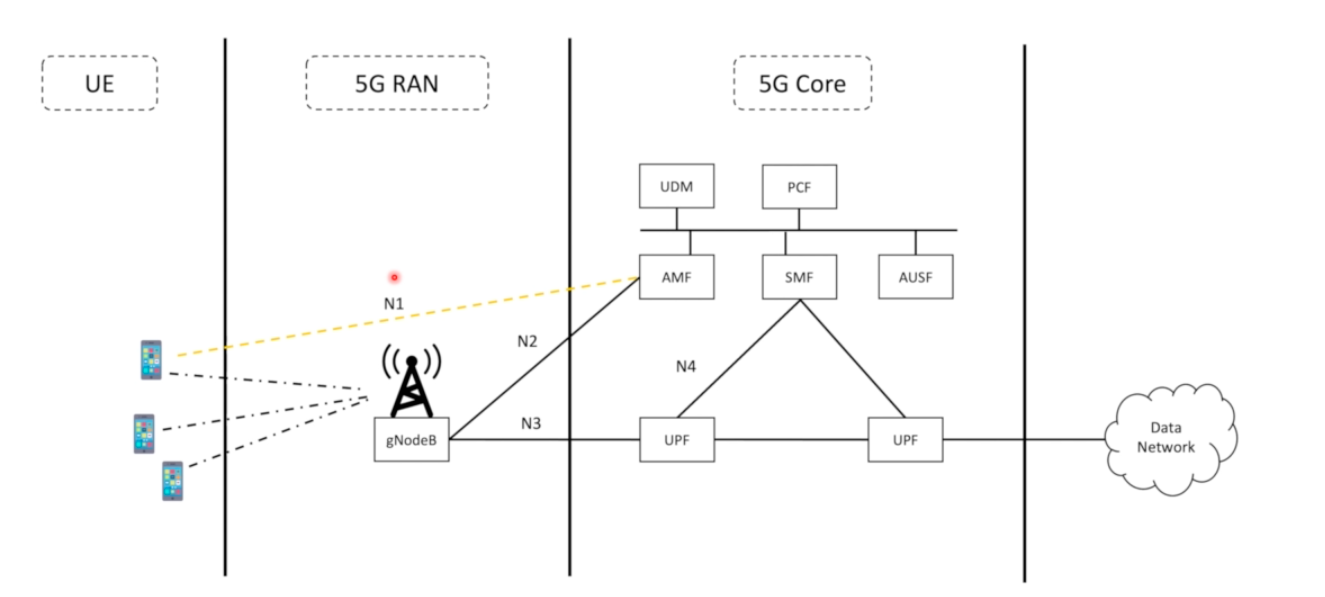 UE
5G RAN
5G Core
UDM
PCF
AMF
SMF
AUSF
N1
N2
N4
N3
gNodeB
UPF
UPF
Data
Network